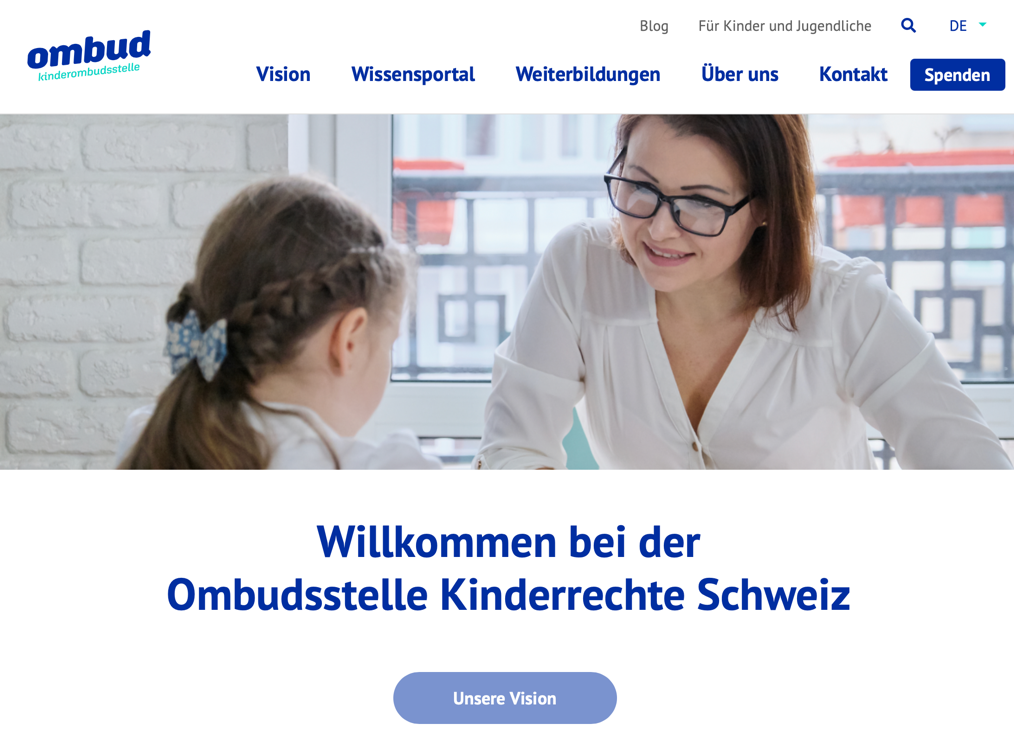 Blog
Für Kinder und Jugendliche
DE
ombud
kinderombudsstelle
Vision
Wissensportal
Weiterbildungen
Über uns
Kontakt
Spenden
Willkommen bei der
Ombudsstelle Kinderrechte Schweiz
Unsere Vision